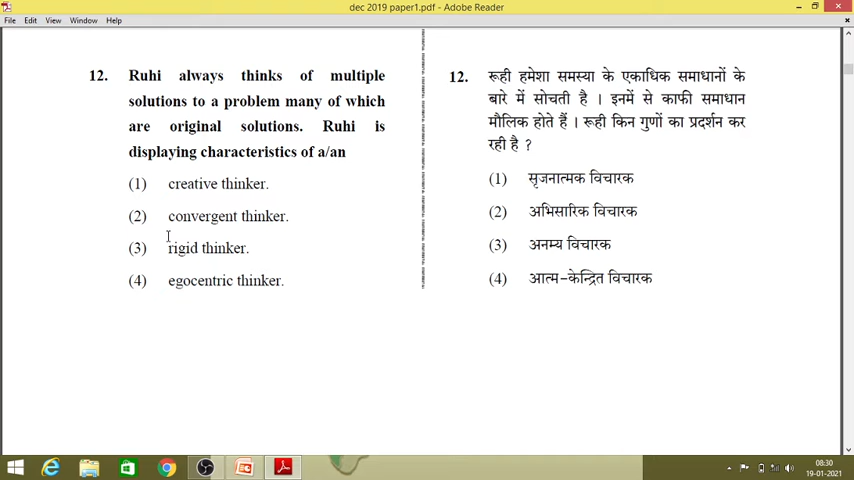 dec 2019 paper1.pdf - Adobe Reader
File Edit View Window Help
12. Ruhi always thinks of multiple
solutions to a problem many of which
are original solutions. Ruhi is
displaying characteristics of a/an
(1) creative thinker.
(2) convergent thinker.
(3) rigid thinker.
(4) egocentric thinker.
12. रूही हमेशा समस्या के एकाधिक समाधानों के
बारे में सोचती है । इनमें से काफी समाधान
मौलिक होते हैं । रूही किन गुणों का प्रदर्शन कर
रही है ?
(1) सृजनात्मक विचारक
(2) अभिसारिक विचारक
(3) अनम्य विचारक
(4) आत्म-केन्द्रित विचारक
08:30
19-01-2021